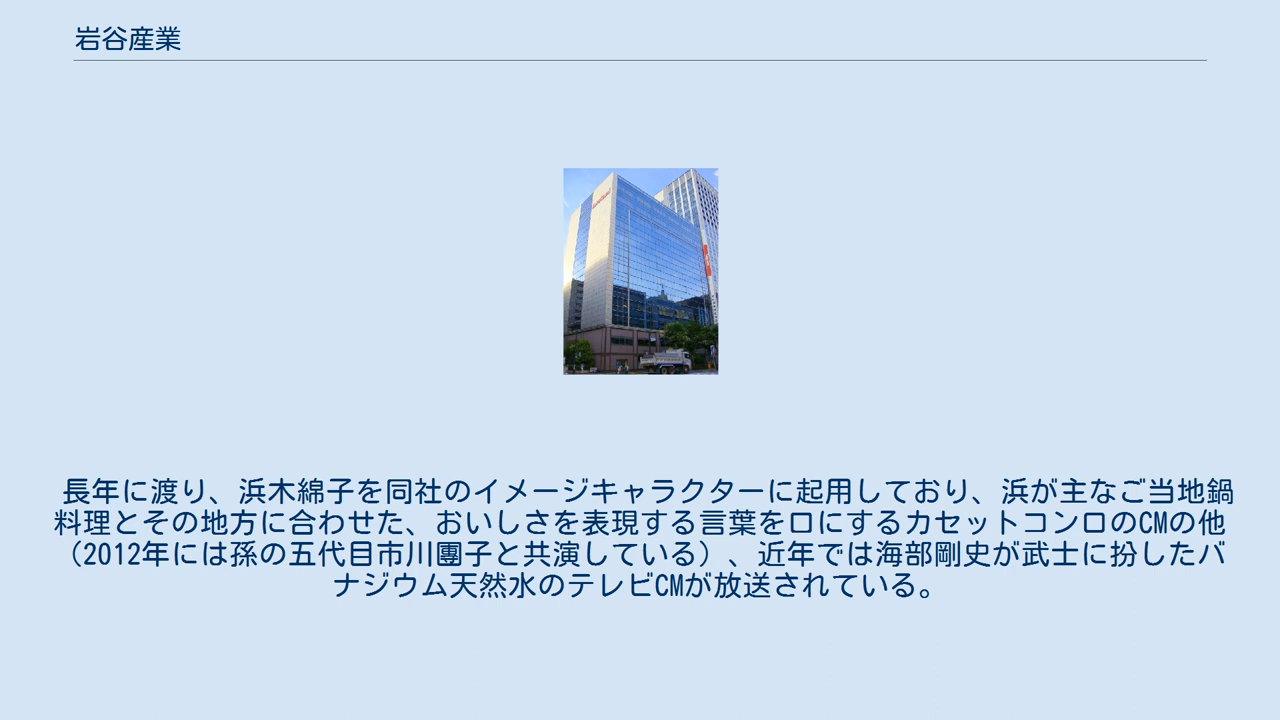 岩谷産業
長年に渡り、浜木綿子を同社のイメージキャラクターに起用しており、浜が主なご当地鍋
料理とその地方に合わせた、おいしさを表現する言葉を口にするカセットコンロのCMの他
（2012年には孫の五代目市川團子と共演している）、近年では海部剛史が武士に扮したバ
ナジウム天然水のテレビCMが放送されている。